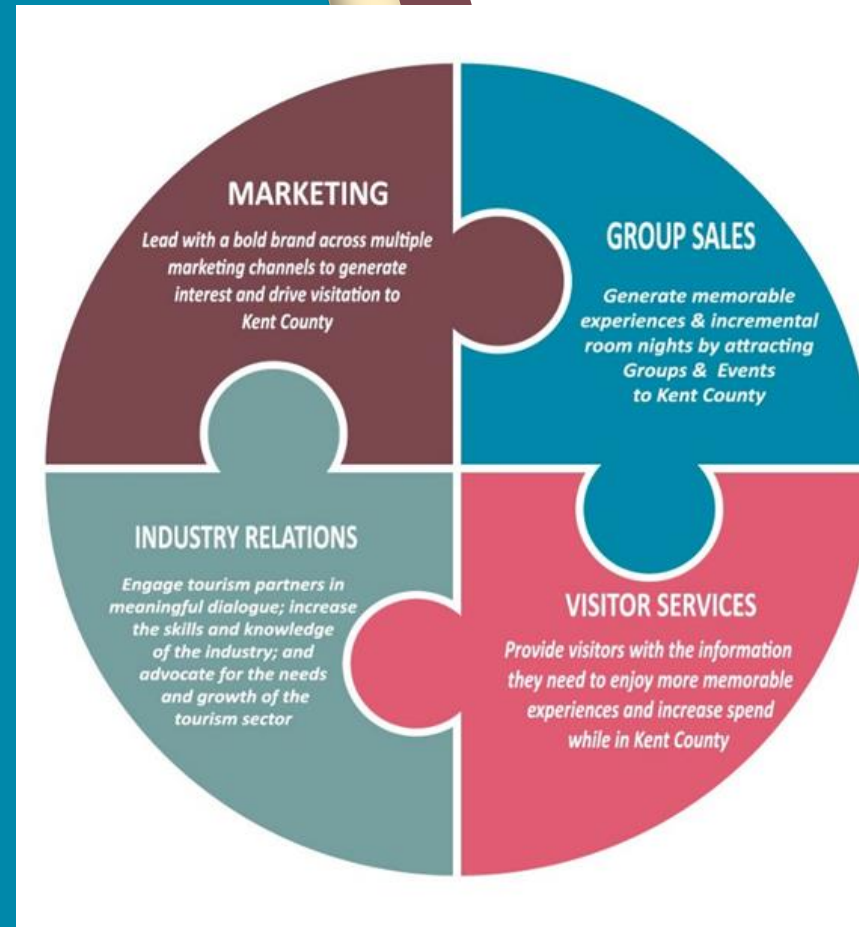 MARKETING
Lead with a bold brand across multiple
marketing channels to generate
interest and drive visitation to
Kent County
GROUP SALES
Generate memorable
experiences & incremental
room nights by attracting
Groups & Events
to Kent County
INDUSTRY RELATIONS
Engage tourism partners in
meaningful dialogue; increase
the skills and knowledge
of the industry; and
advocate for the needs
and growth of the
tourism sector
VISITOR SERVICES
Provide visitors with the information
they need to enjoy more memorable
experiences and increase spend
while in Kent County